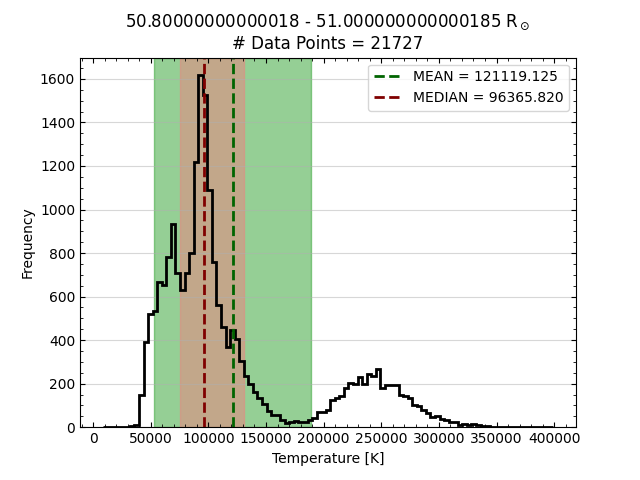 50.80000000000018 - 51.000000000000185 R⊙
# Data Points = 21727
MEAN = 121119.125
MEDIAN = 96365.820
Frequency
1600
1400
1200
1000
800
600
400
200
0
0 50000 100000 150000 200000 250000 300000 350000 400000
Temperature [K]